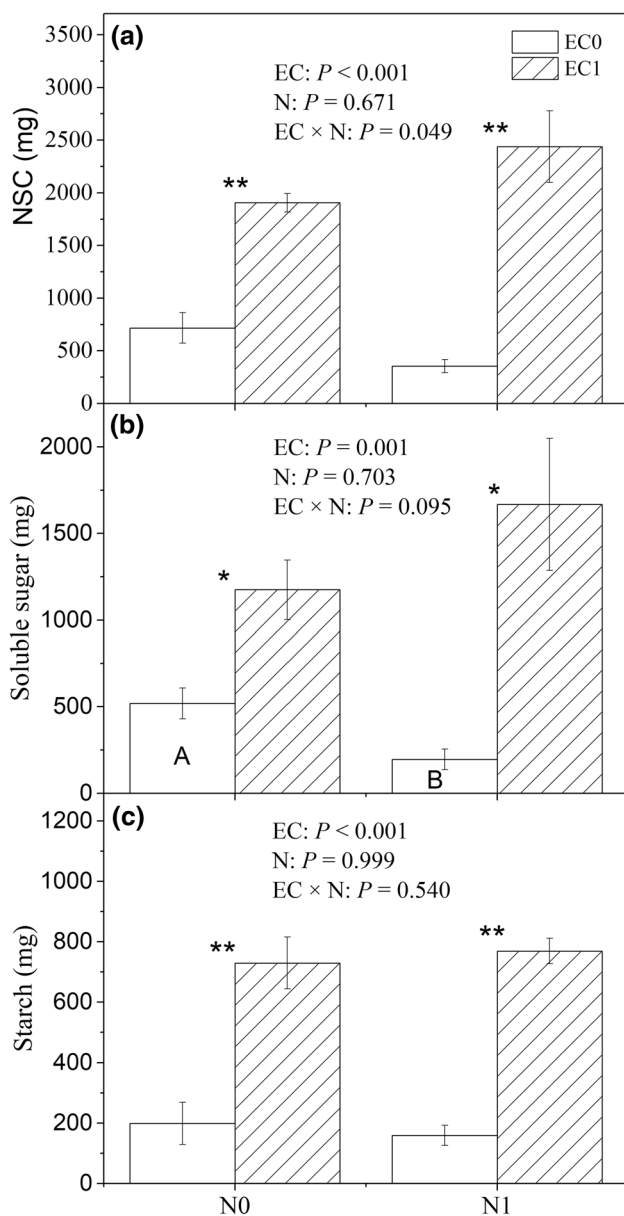 (a)
EC0
EC1
EC: P < 0.001
N: P = 0.671
EC × N: P = 0.049
**
**
NSC (mg)
3500
3000
2500
2000
1500
1000
500
0
(b)
EC: P = 0.001
N: P = 0.703
EC × N: P = 0.095
*
*
A
B
Soluble sugar (mg)
2000
1500
1000
500
0
(c)
EC: P < 0.001
N: P = 0.999
EC × N: P = 0.540
**
**
Starch (mg)
1200
1000
800
600
400
200
0
N0
N1